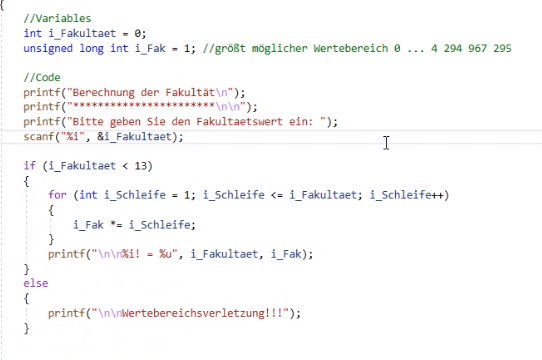 {
//Variables
int i_Fakultaet = 0;
unsigned long int i_Fak = 1; //größt möglicher Wertebereich 0 ... 4 294 967 295
//Code
printf("Berechnung der Fakultät\n");
printf("***********************\n\n");
printf("Bitte geben Sie den Fakultaetswert ein: ");
scanf("%i", &i_Fakultaet);
if (i_Fakultaet < 13)
{
for (int i_Schleife = 1; i_Schleife <= i_Fakultaet; i_Schleife++)
{
i_Fak *= i_Schleife;
}
printf("\n\n%i! = %u", i_Fakultaet, i_Fak);
}
else
{
printf("\n\nWertebereichsverletzung!!!");
}